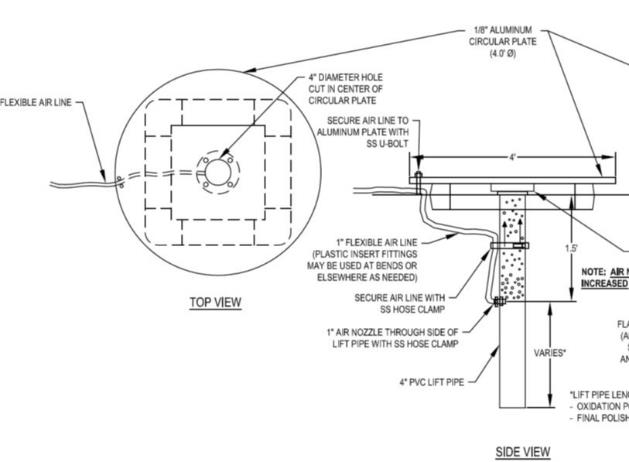 1/8" ALUMINUM
CIRCULAR PLATE
(4.0' Ø)
4" DIAMETER HOLE
CUT IN CENTER OF
CIRCULAR PLATE
FLEXIBLE AIR LINE
SECURE AIR LINE TO
ALUMINUM PLATE WITH
SS U-BOLT
4'
1" FLEXIBLE AIR LINE
(PLASTIC INSERT FITTINGS
MAY BE USED AT BENDS OR
ELSEWHERE AS NEEDED)
1.5'
NOTE: AIR
INCREASED
TOP VIEW
SECURE AIR LINE WITH
SS HOSE CLAMP
1" AIR NOZZLE THROUGH SIDE OF
LIFT PIPE WITH SS HOSE CLAMP
VARIES*
4" PVC LIFT PIPE
*LIFT PIPE
- OXIDATION
- FINAL
SIDE VIEW